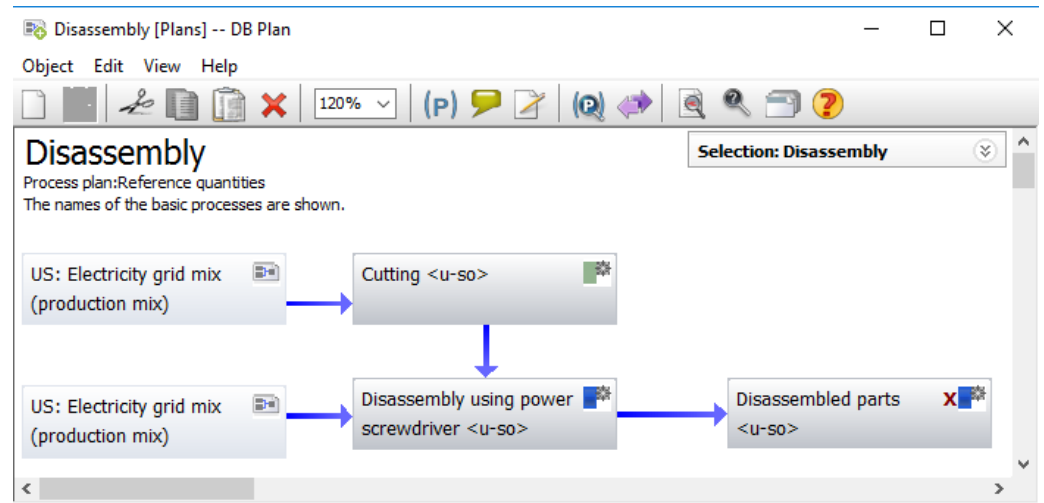 Disassembly [Plans] -- DB Plan
Object Edit View Help
120% (P) (P) ?
Disassembly
Selection: Disassembly
Process plan:Reference quantities
The names of the basic processes are shown.
US: Electricity grid mix
(production mix)
Cutting <u-so>
US: Electricity grid mix
(production mix)
Disassembly using power
screwdriver <u-so>
Disassembled parts X
<u-so>